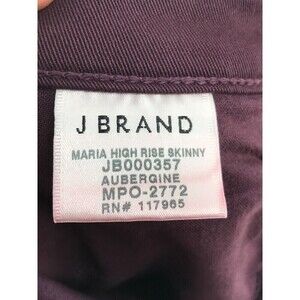 J BRAND
MARIA HIGH RISE SKINNY
JB000357
AUBERGINE
MPO-2772
RN# 117965